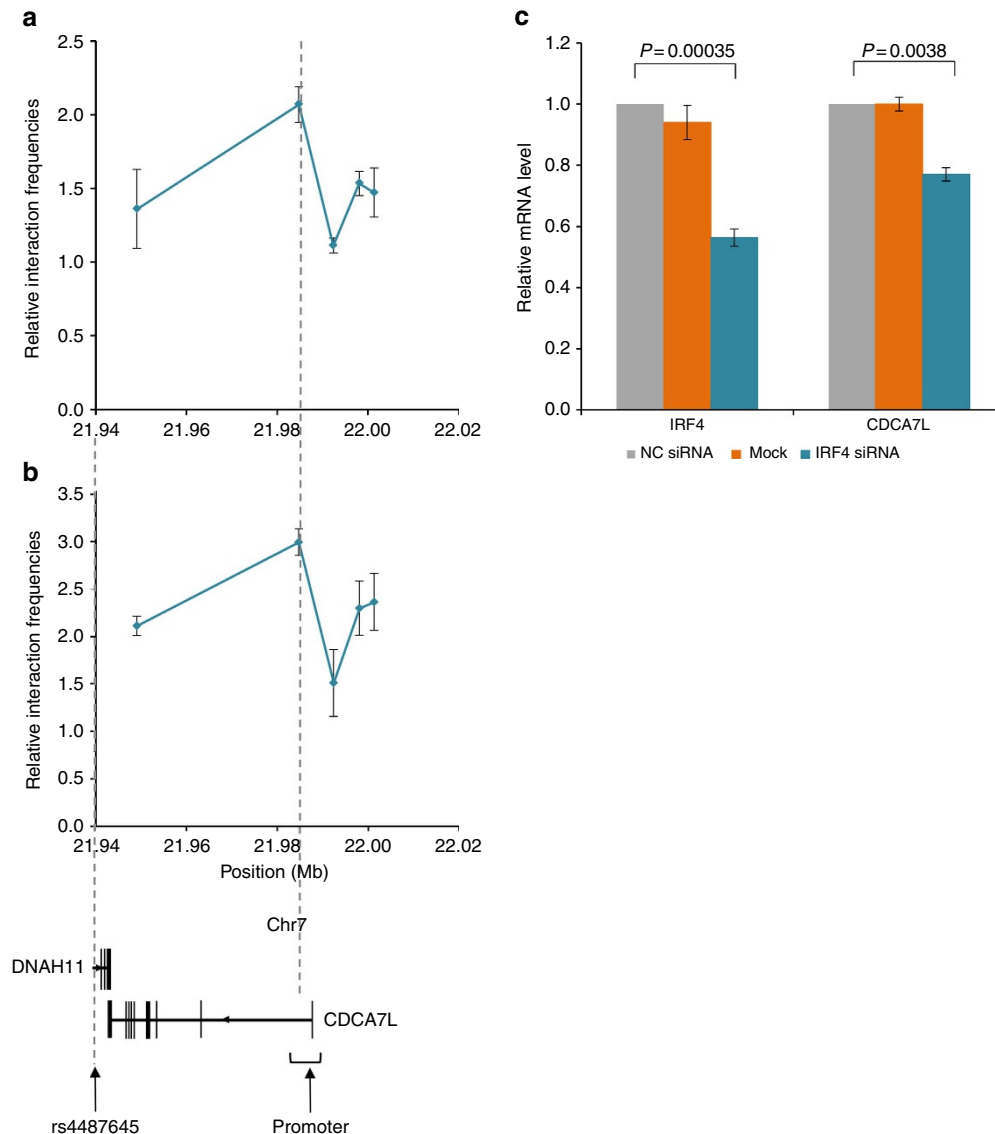 a
2.5
2.0
1.5
1.0
0.5
0.0
Relative interaction frequencies
21.94 21.96 21.98 22.00 22.02
b
3.5
3.0
2.5
2.0
1.5
1.0
0.5
0.0
Relative interaction frequencies
21.94 21.96 21.98 22.00 22.02
Position (Mb)
Chr7
DNAH11
CDCA7L
rs4487645 Promoter
c
P=0.00035 P=0.0038
1.2
1.0
0.8
0.6
0.4
0.2
0.0
Relative mRNA level
IRF4 CDCA7L
NC siRNA Mock IRF4 siRNA